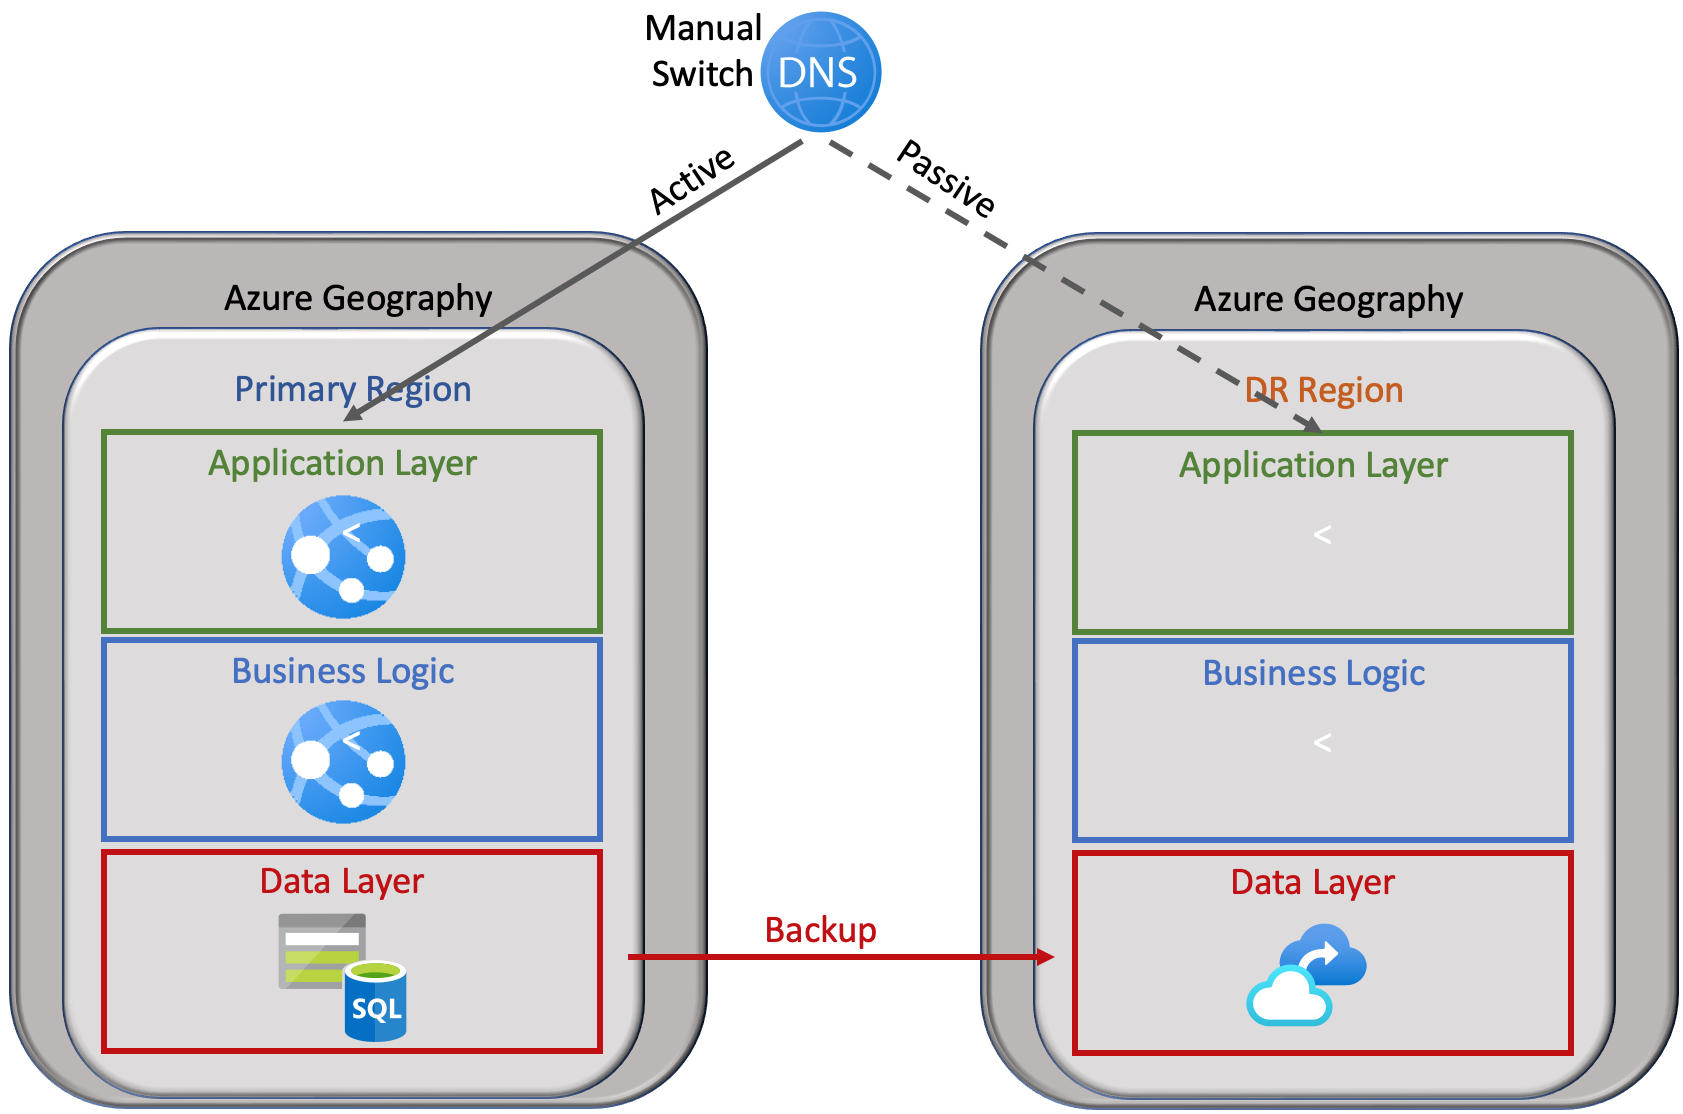 Manual
Switch
DNS
Active
Passive
Azure Geography
Primary Region
Application Layer
<
Business Logic
<
Data Layer
SQL
Backup
Azure Geography
DR Region
Application Layer
<
Business Logic
<
Data Layer